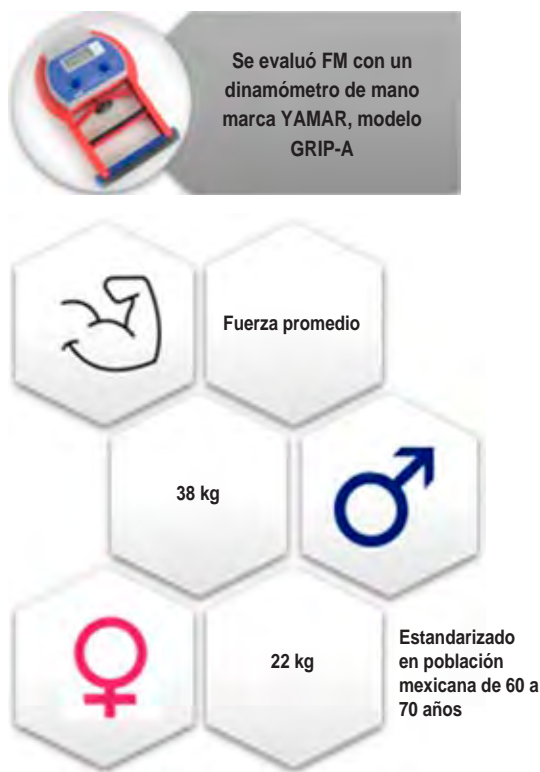 Se evaluó FM con un
dinamómetro de mano
marca YAMAR, modelo
GRIP-A
Fuerza promedio
38 kg
22 kg
Estandarizado
en población
mexicana de 60 a
70 años